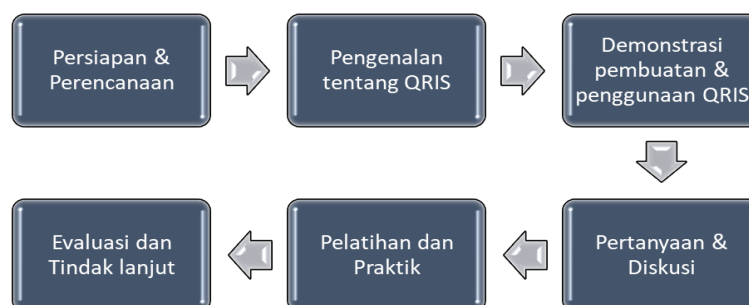 Persiapan &
Perencanaan
Pengenalan
tentang QRIS
Demonstrasi
pembuatan &
penggunaan QRIS
Pertanyaan &
Diskusi
Pelatihan dan
Praktik
Evaluasi dan
Tindak lanjut